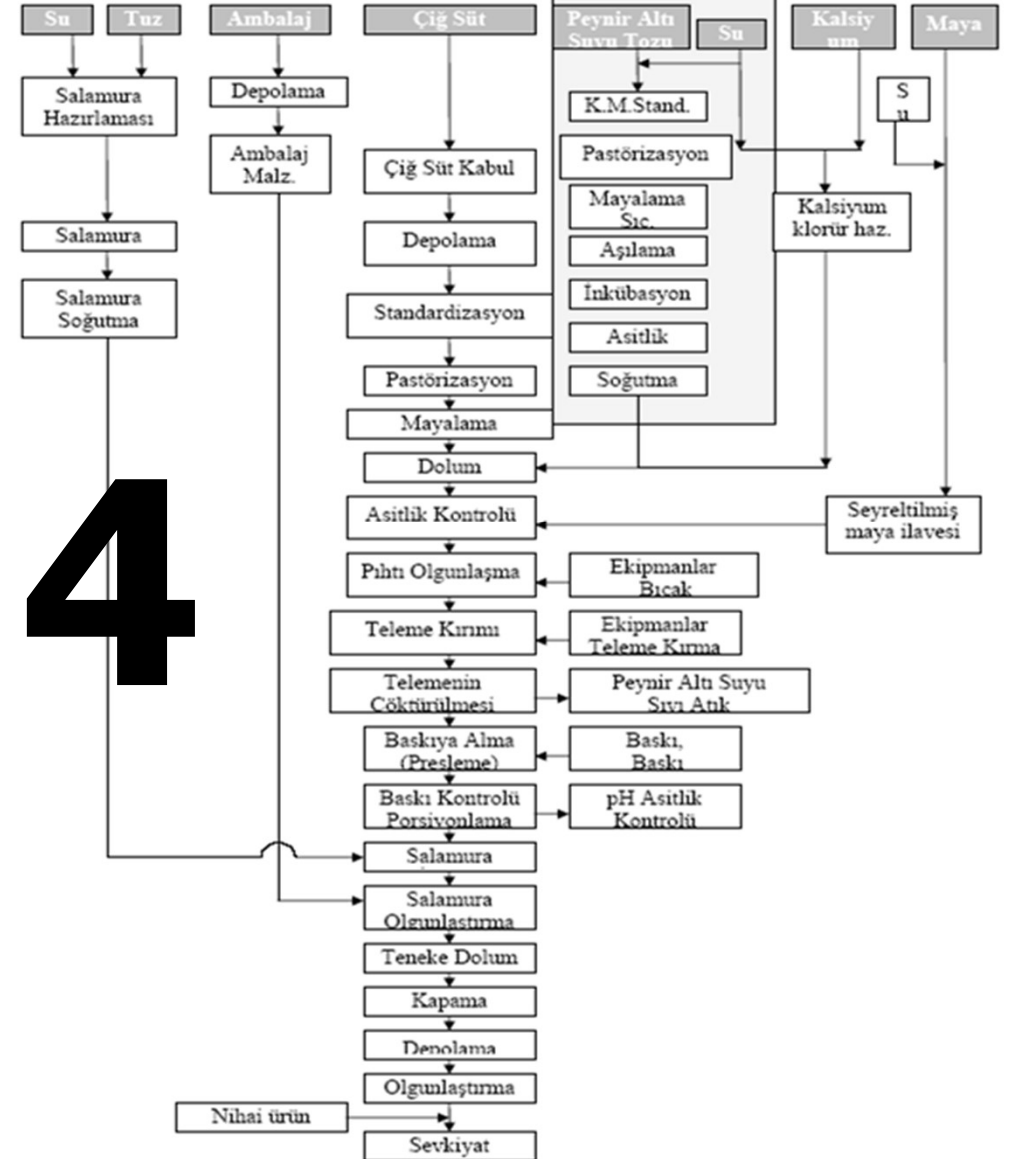 Su
Tuz
Ambalaj
Çiğ Süt
Peynir Altı
Suyu Tozu
Su
Kalsiy
um
Maya
Salamura
Hazırlaması
Depolama
K.M.Stand.
S
u
Ambalaj
Malz.
Çiğ Süt Kabul
Pastörizasyon
Mayalama
Sıc.
Kalsiyum
klorür haz.
Salamura
Depolama
Aşılama
Salamura
Soğutma
Standardizasyon
İnkübasyon
Asitlik
Pastörizasyon
Soğutma
Mayalama
Dolum
4
Asitlik Kontrolü
Seyreltilmiş
maya ilavesi
Pıhtı Olgunlaşma
Ekipmanlar
Bıcak
Teleme Kırımı
Ekipmanlar
Teleme Kırma
Telemenin
Cöktürülmesi
Peynir Altı Suyu
Sıvı Atık
Baskıya Alma
(Presleme)
Baskı,
Baskı
Baskı Kontrolü
Porsiyonlama
pH Asitlik
Kontrolü
Salamura
Salamura
Olgunlastırma
Teneke Dolum
Kapama
Depolama
Olgunlaştırma
Nihai ürün
Sevkiyat